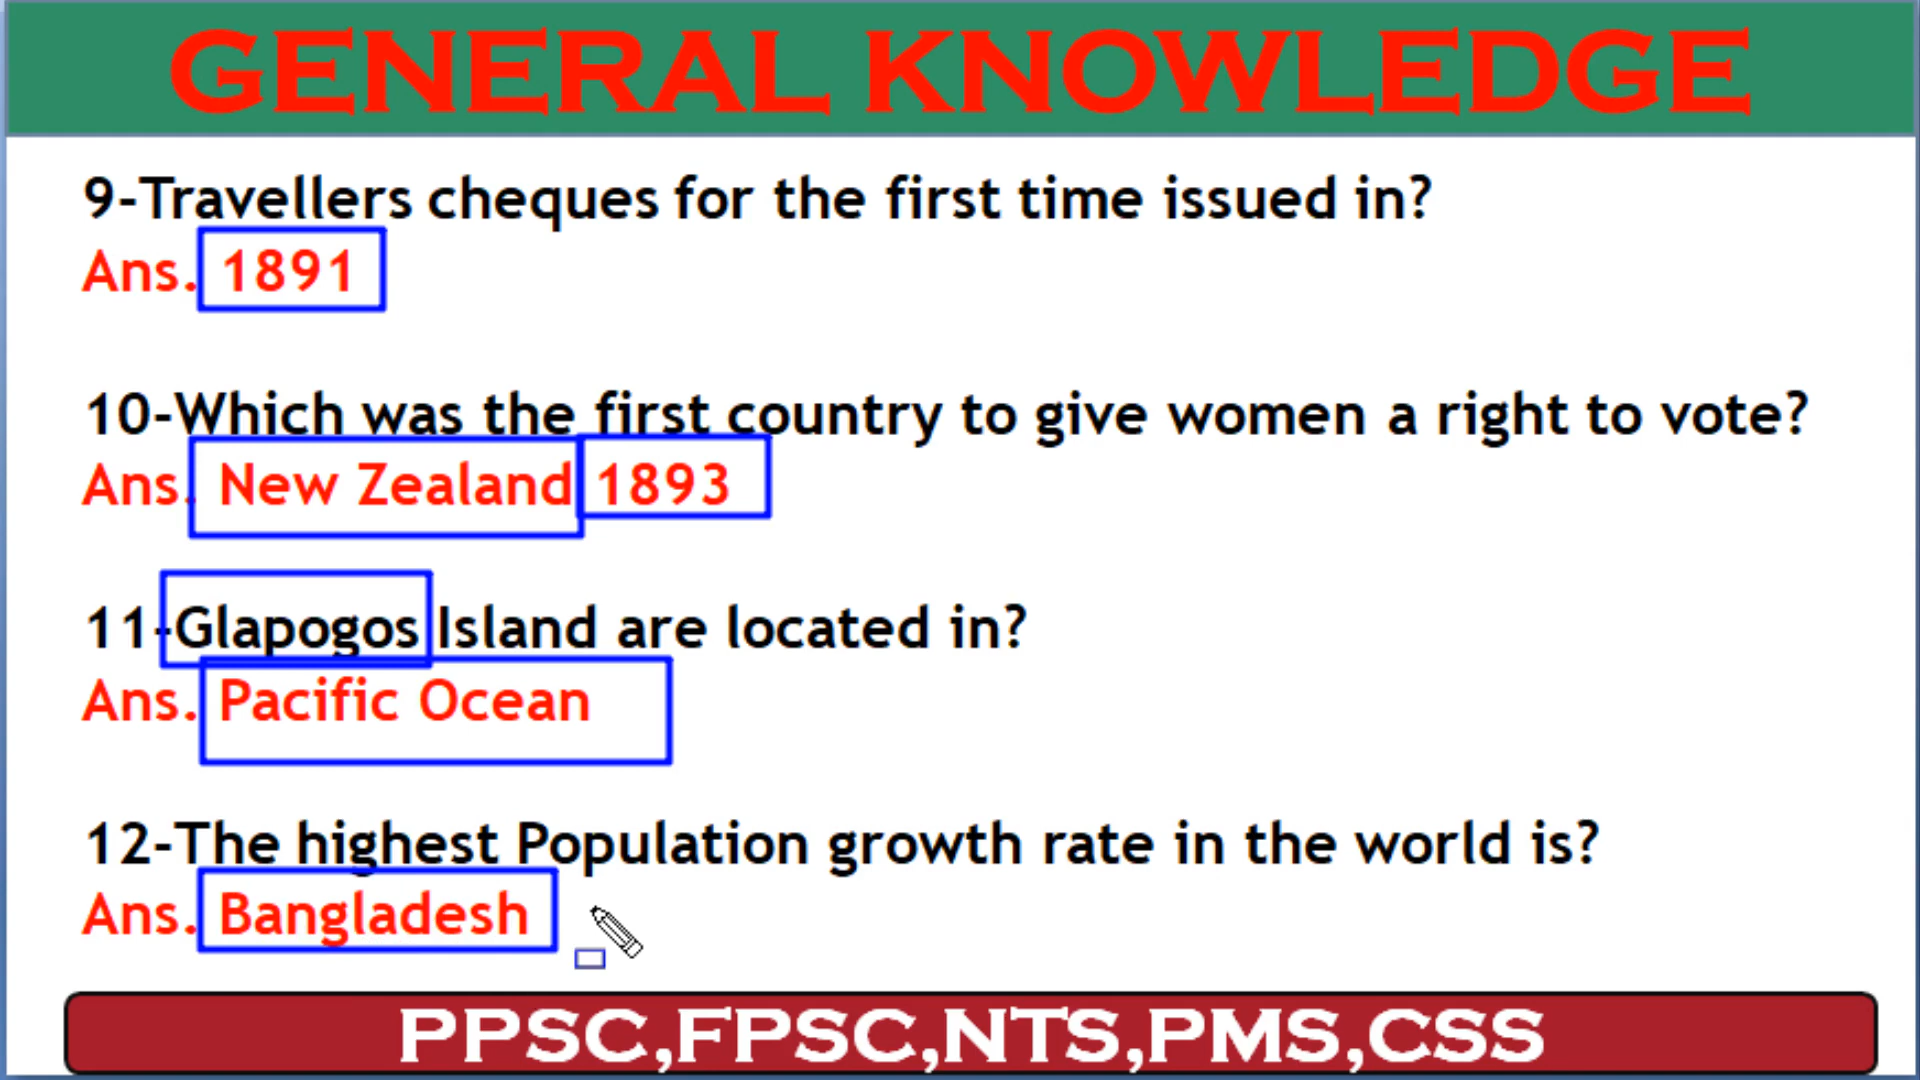 GENERAL KNOWLEDGE
9-Travellers cheques for the first time issued in?
Ans. 1891
10-Which was the first country to give women a right to vote?
Ans. New Zealand 1893
11-Glapogos Island are located in?
Ans. Pacific Ocean
12-The highest Population growth rate in the world is?
Ans. Bangladesh
PPSC,FPSC,NTS,PMS,CSS